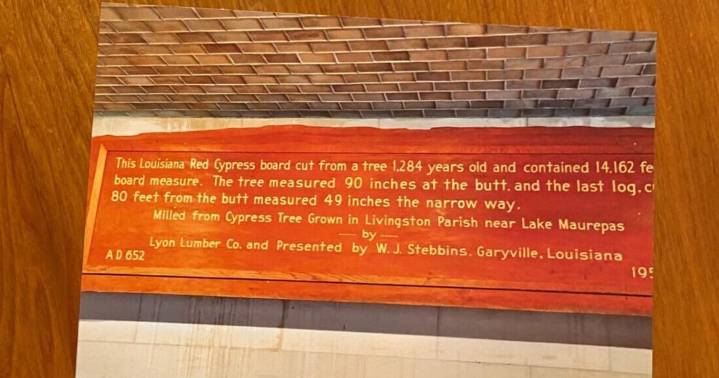 This Louisiana Red Cypress board cut from a tree 1,284 years old and contained 14,162 fe
board measure. The tree measured 90 inches at the butt, and the last log, c
80 feet from the butt measured 49 inches the narrow way.
Milled from Cypress Tree Grown in Livingston Parish near Lake Maurepas
— by —
Lyon Lumber Co. and Presented by W. J. Stebbins, Garyville, Louisiana
A D 652
195